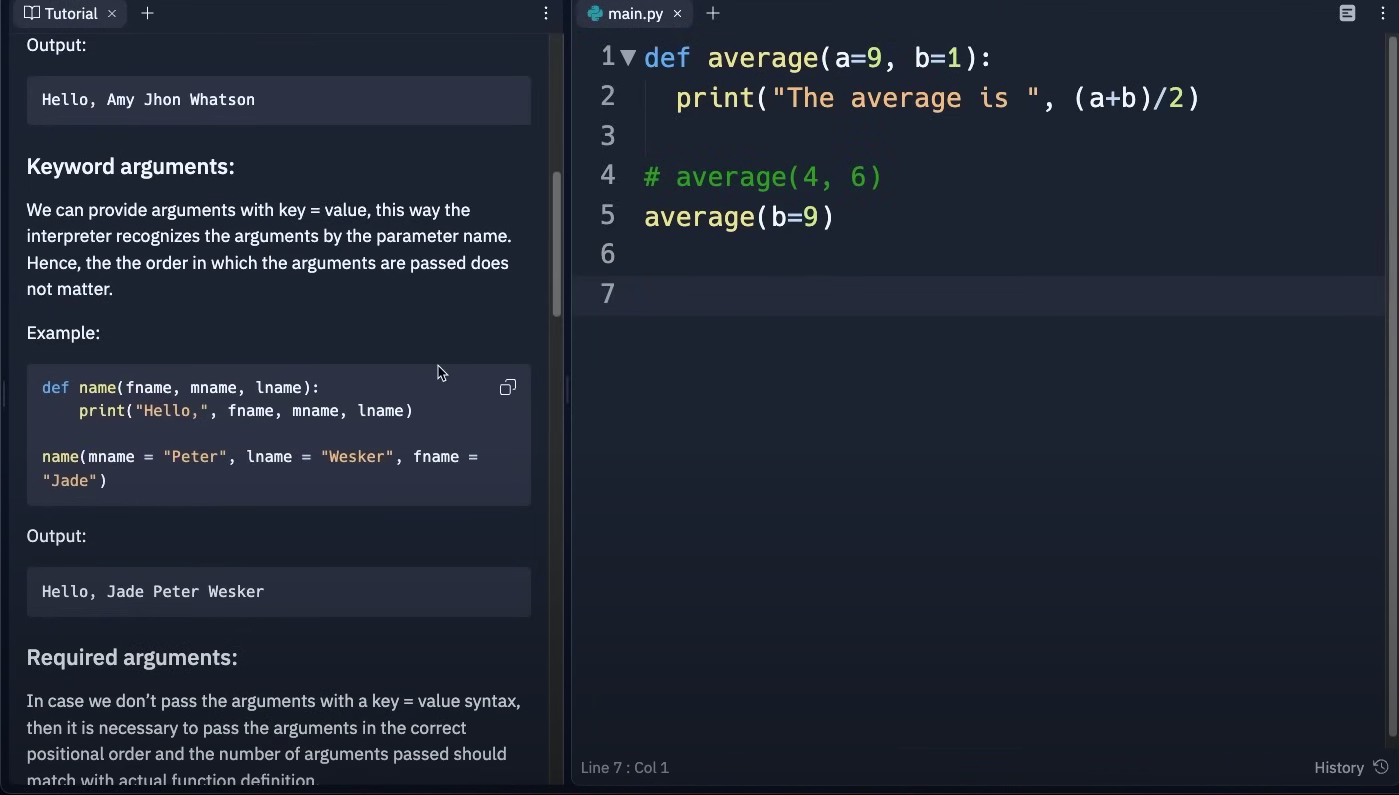 Tutorial
Output:
Hello, Amy Jhon Whatson
Keyword arguments:
We can provide arguments with key = value, this way the
interpreter recognizes the arguments by the parameter name.
Hence, the the order in which the arguments are passed does
not matter.
Example:
def name(fname, mname, lname):
    print("Hello,", fname, mname, lname)
name(mname = "Peter", lname = "Wesker", fname =
"Jade")
Output:
Hello, Jade Peter Wesker
Required arguments:
In case we don’t pass the arguments with a key = value syntax,
then it is necessary to pass the arguments in the correct
positional order and the number of arguments passed should
match with actual function definition.
main.py
1 def average(a=9, b=1):
2   print("The average is ", (a+b)/2)
3
4 # average(4, 6)
5 average(b=9)
6
7
Line 7 : Col 1
History